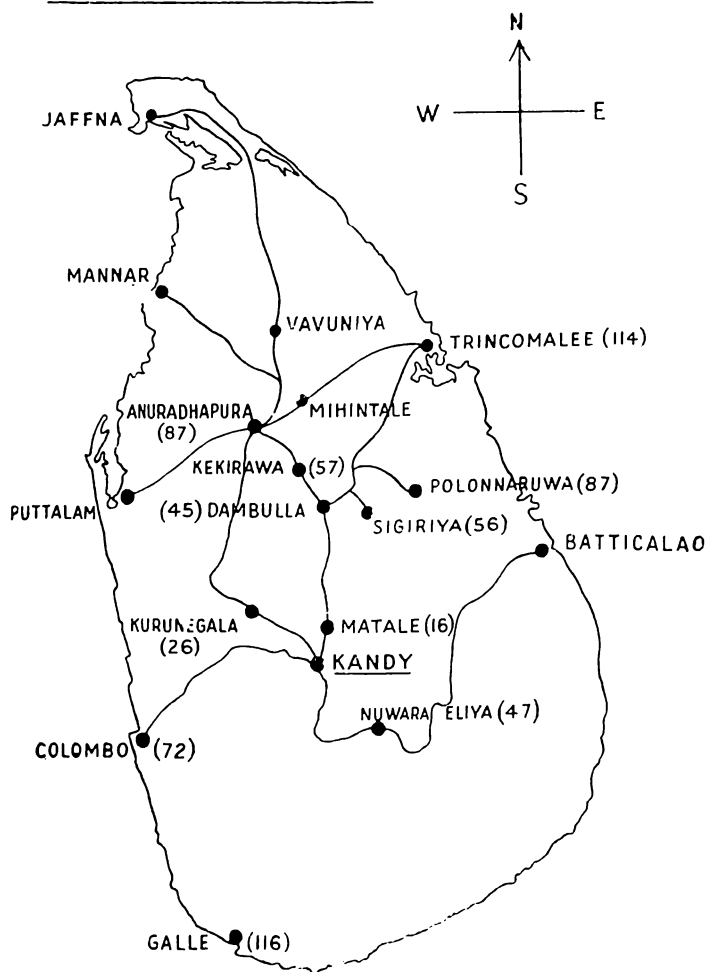 N
W E
S
JAFFNA
MANNAR
VAVUNIYA
TRINCOMALEE (114)
ANURADHAPURA
(87)
MIHINTALE
KEKIRAWA (57)
POLONNARUWA (87)
PUTTALAM
(45) DAMBULLA
SIGIRIYA (56)
BATTICALAO
KURUNEGALA
(26)
MATALE (16)
KANDY
NUWARA ELIYA (47)
COLOMBO (72)
GALLE (116)